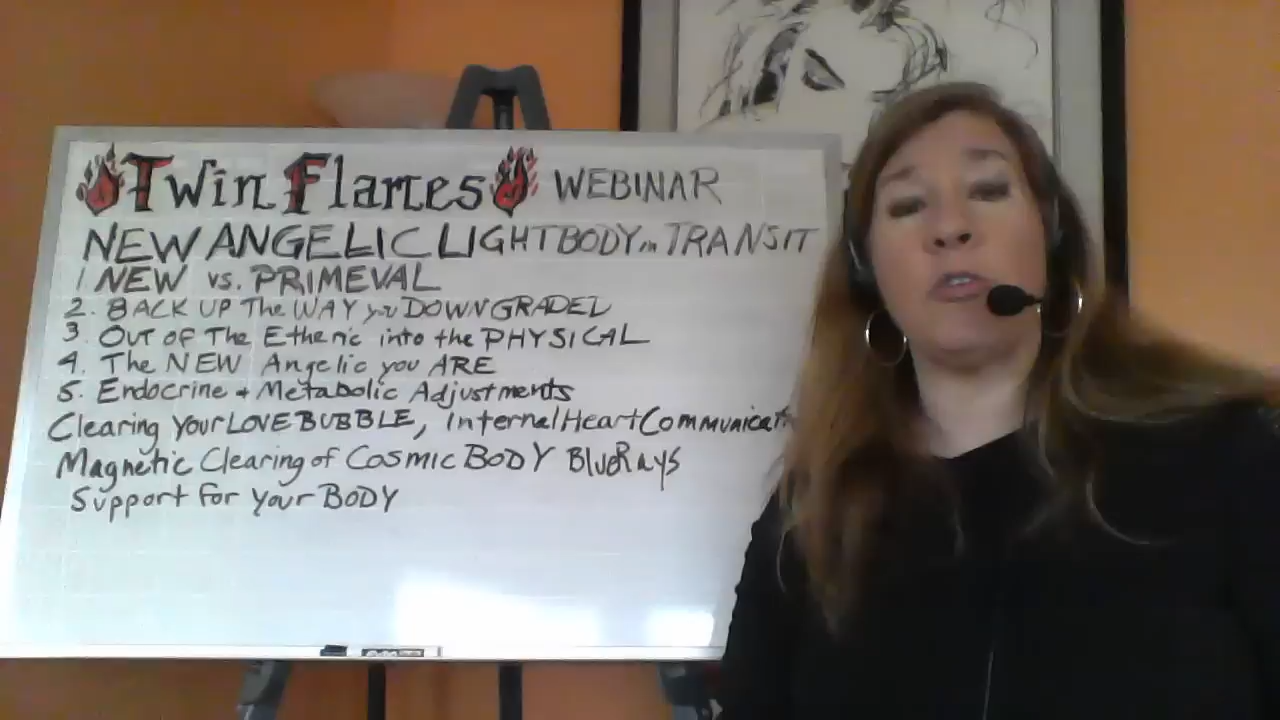 Twin Flames WEBINAR
NEW ANGELIC LIGHTBODY in TRANSIT
1 NEW vs. PRIMEVAL
2. BACK UP The WAY you DOWNGRADED
3. OUT OF The Etheric into the PHYSICAL
4. The NEW Angelic you ARE
5. Endocrine + Metabolic Adjustments
Clearing YOUR LOVE BUBBLE, Internal Heart Communicat
Magnetic Clearing of COSMIC BODY BlueRays
Support for your BODY